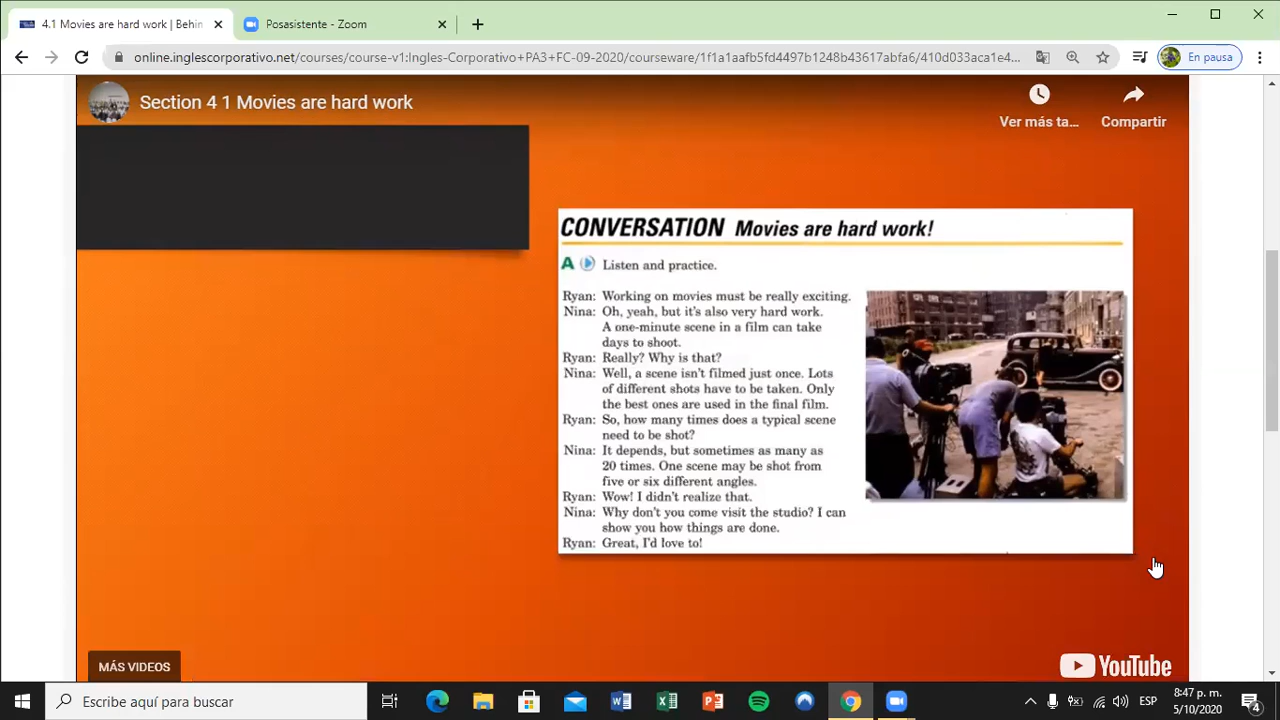 4.1 Movies are hard work | Behin
Posasistente - Zoom
online.inglescorporativo.net/courses/course-v1:Ingles-Corporativo+PA3+FC-09-2020/courseware/1f1a1aafb5fd4497b1248b43617abfa6/410d033aca1e4...
En pausa
Section 4 1 Movies are hard work
Ver más ta...
Compartir
CONVERSATION Movies are hard work!
A Listen and practice.
Ryan: Working on movies must be really exciting.
Nina: Oh, yeah, but it's also very hard work.
A one-minute scene in a film can take
days to shoot.
Ryan: Really? Why is that?
Nina: Well, a scene isn't filmed just once. Lots
of different shots have to be taken. Only
the best ones are used in the final film.
Ryan: So, how many times does a typical scene
need to be shot?
Nina: It depends, but sometimes as many as
20 times. One scene may be shot from
five or six different angles.
Ryan: Wow! I didn't realize that.
Nina: Why don't you come visit the studio? I can
show you how things are done.
Ryan: Great, I'd love to!
MÁS VIDEOS
YouTube
Escribe aquí para buscar
ESP
8:47 p. m.
5/10/2020
4